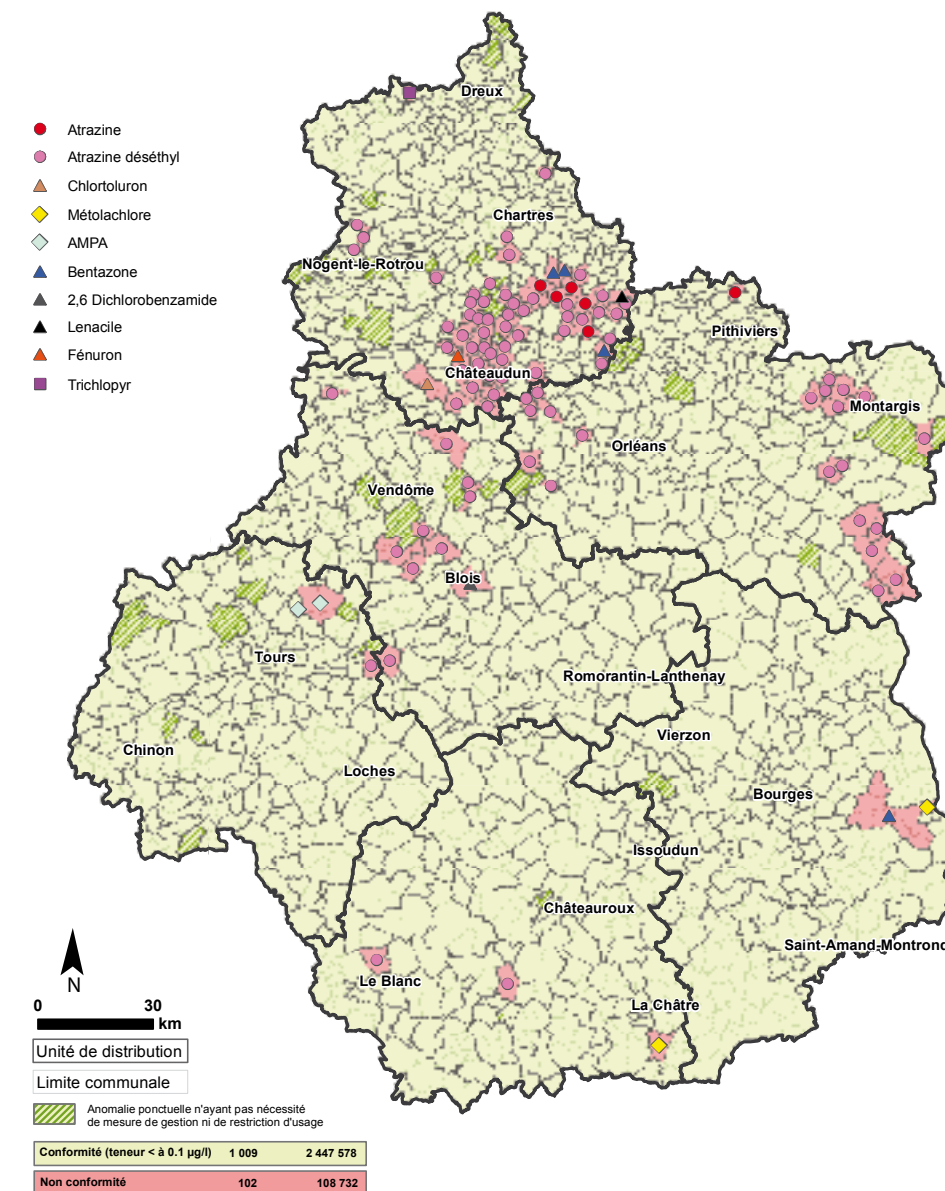 Dreux
Atrazine
Atrazine déséthyl
Chlortoluron
Métolachlore
AMPA
Bentazone
2,6 Dichlorobenzamide
Lenacile
Fénuron
Trichlopyr
Chartres
Nogent-le-Rotrou
Pithiviers
Châteaudun
Montargis
Orléans
Vendôme
Blois
Tours
Romorantin-Lanthenay
Vierzon
Chinon
Loches
Bourges
Issoudun
Châteauroux
Saint-Amand-Montrond
Le Blanc
La Châtre
N
0 30
km
Unité de distribution
Limite communale
Anomalie ponctuelle n'ayant pas nécessité
de mesure de gestion ni de restriction d'usage
Conformité (teneur < à 0.1 µg/l) 1 009 2 447 578
Non conformité 102 108 732